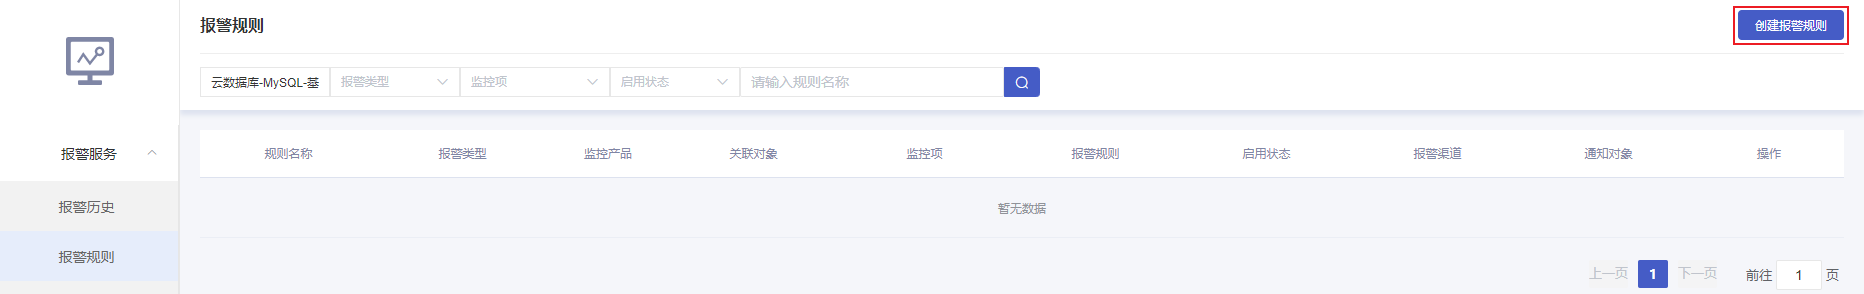 报警规则
创建报警规则
云数据库-MySQL-基 报警类型 监控项 启用状态 请输入规则名称
报警服务
报警历史
报警规则
规则名称 报警类型 监控产品 关联对象 监控项 报警规则 启用状态 报警渠道 通知对象 操作
暂无数据
上一页 1 下一页 前往 1 页